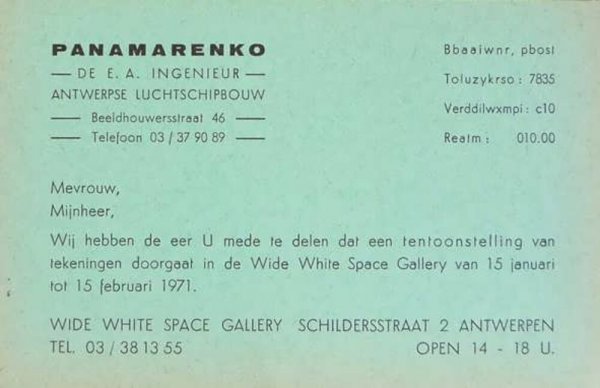 PANAMARENKO
— DE E. A. INGENIEUR —
ANTWERPSE LUCHTSCHIPBOUW
— Beeldhouwersstraat 46 —
— Telefoon 03 / 37 90 89 —
Bbaaiwnr, pbost
Toluzykrso : 7835
Verddilwxmpi : c10
Realm : 010.00
Mevrouw,
Mijnheer,
Wij hebben de eer U mede te delen dat een tentoonstelling van
tekeningen doorgaat in de Wide White Space Gallery van 15 januari
tot 15 februari 1971.
WIDE WHITE SPACE GALLERY SCHILDERSSTRAAT 2 ANTWERPEN
TEL. 03 / 38 13 55 OPEN 14 - 18 U.